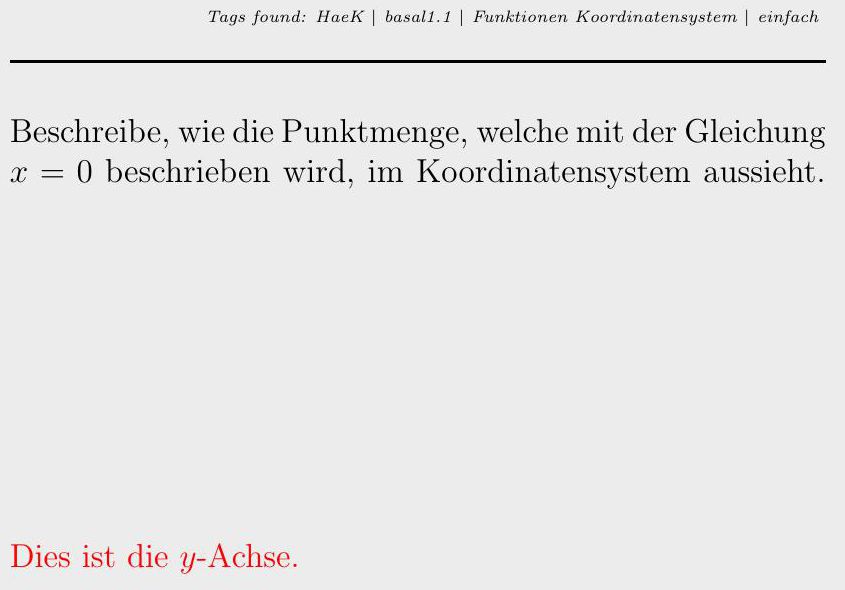 Tags found: HaeK | basal1.1 | Funktionen Koordinatensystem | einfach
Beschreibe, wie die Punktmenge, welche mit der Gleichung
x = 0 beschrieben wird, im Koordinatensystem aussieht.
Dies ist die y-Achse.